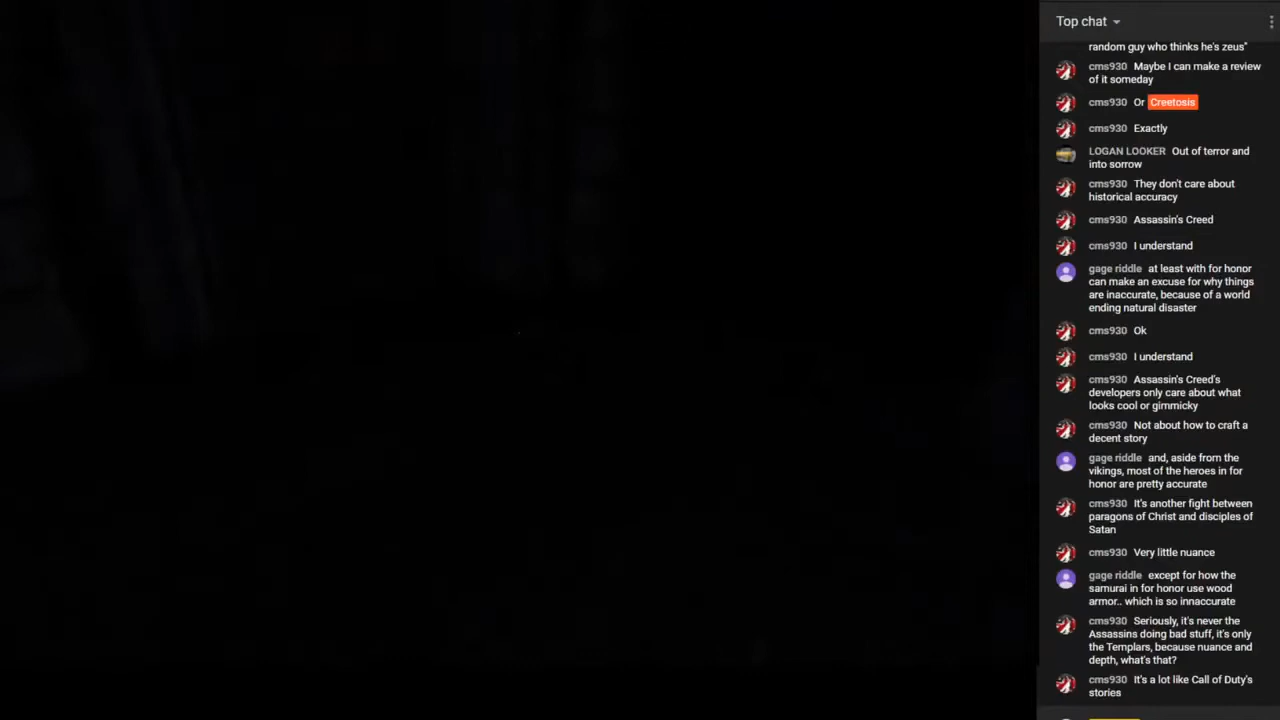 Top chat
random guy who thinks he's zeus"
cms930 Maybe I can make a review
of it someday
cms930 Or Creetosis
cms930 Exactly
LOGAN LOOKER Out of terror and
into sorrow
cms930 They don't care about
historical accuracy
cms930 Assassin's Creed
cms930 I understand
gage riddle at least with for honor
can make an excuse for why things
are inaccurate, because of a world
ending natural disaster
cms930 Ok
cms930 I understand
cms930 Assassin's Creed's
developers only care about what
looks cool or gimmicky
cms930 Not about how to craft a
decent story
gage riddle and, aside from the
vikings, most of the heroes in for
honor are pretty accurate
cms930 It's another fight between
paragons of Christ and disciples of
Satan
cms930 Very little nuance
gage riddle except for how the
samurai in for honor use wood
armor.. which is so innaccurate
cms930 Seriously, it's never the
Assassins doing bad stuff, it's only
the Templars, because nuance and
depth, what's that?
cms930 It's a lot like Call of Duty's
stories